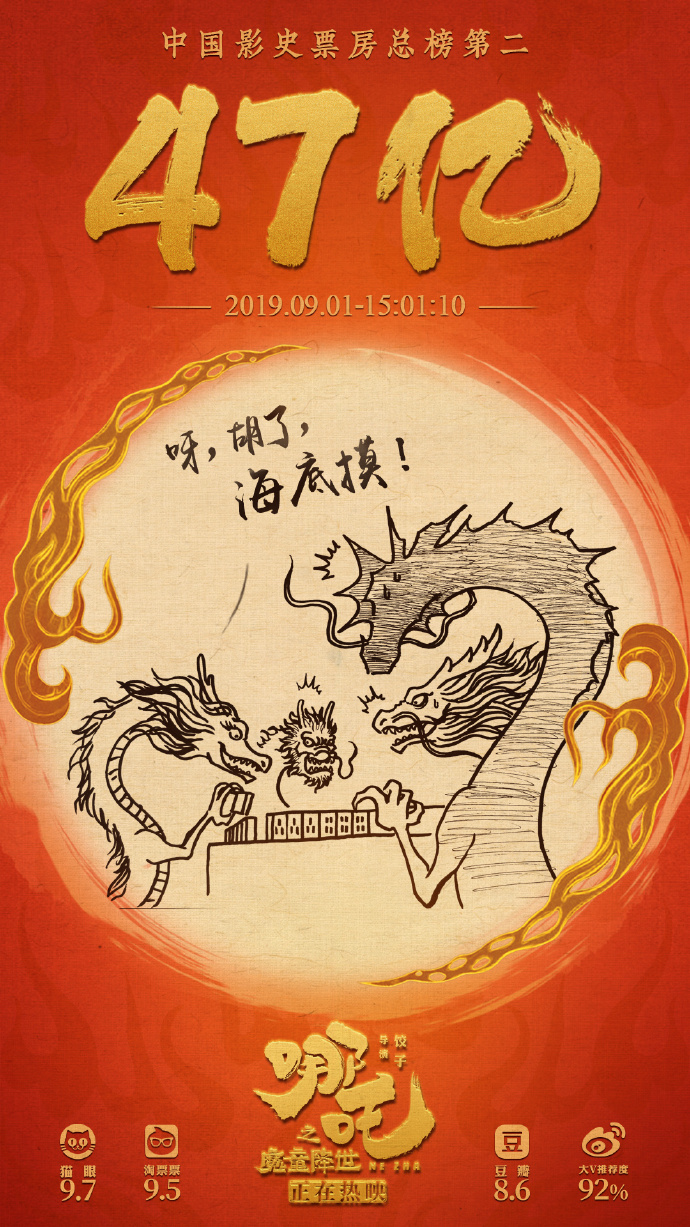 中国影史票房总榜第二
47亿
2019.09.01-15:01:10
呀，胡了，
海底摸！
哪吒
之
魔童降世
NE ZHA
导演
饺子
正在热映
猫眼
9.7
淘票票
9.5
豆
豆瓣
8.6
大V推荐度
92%